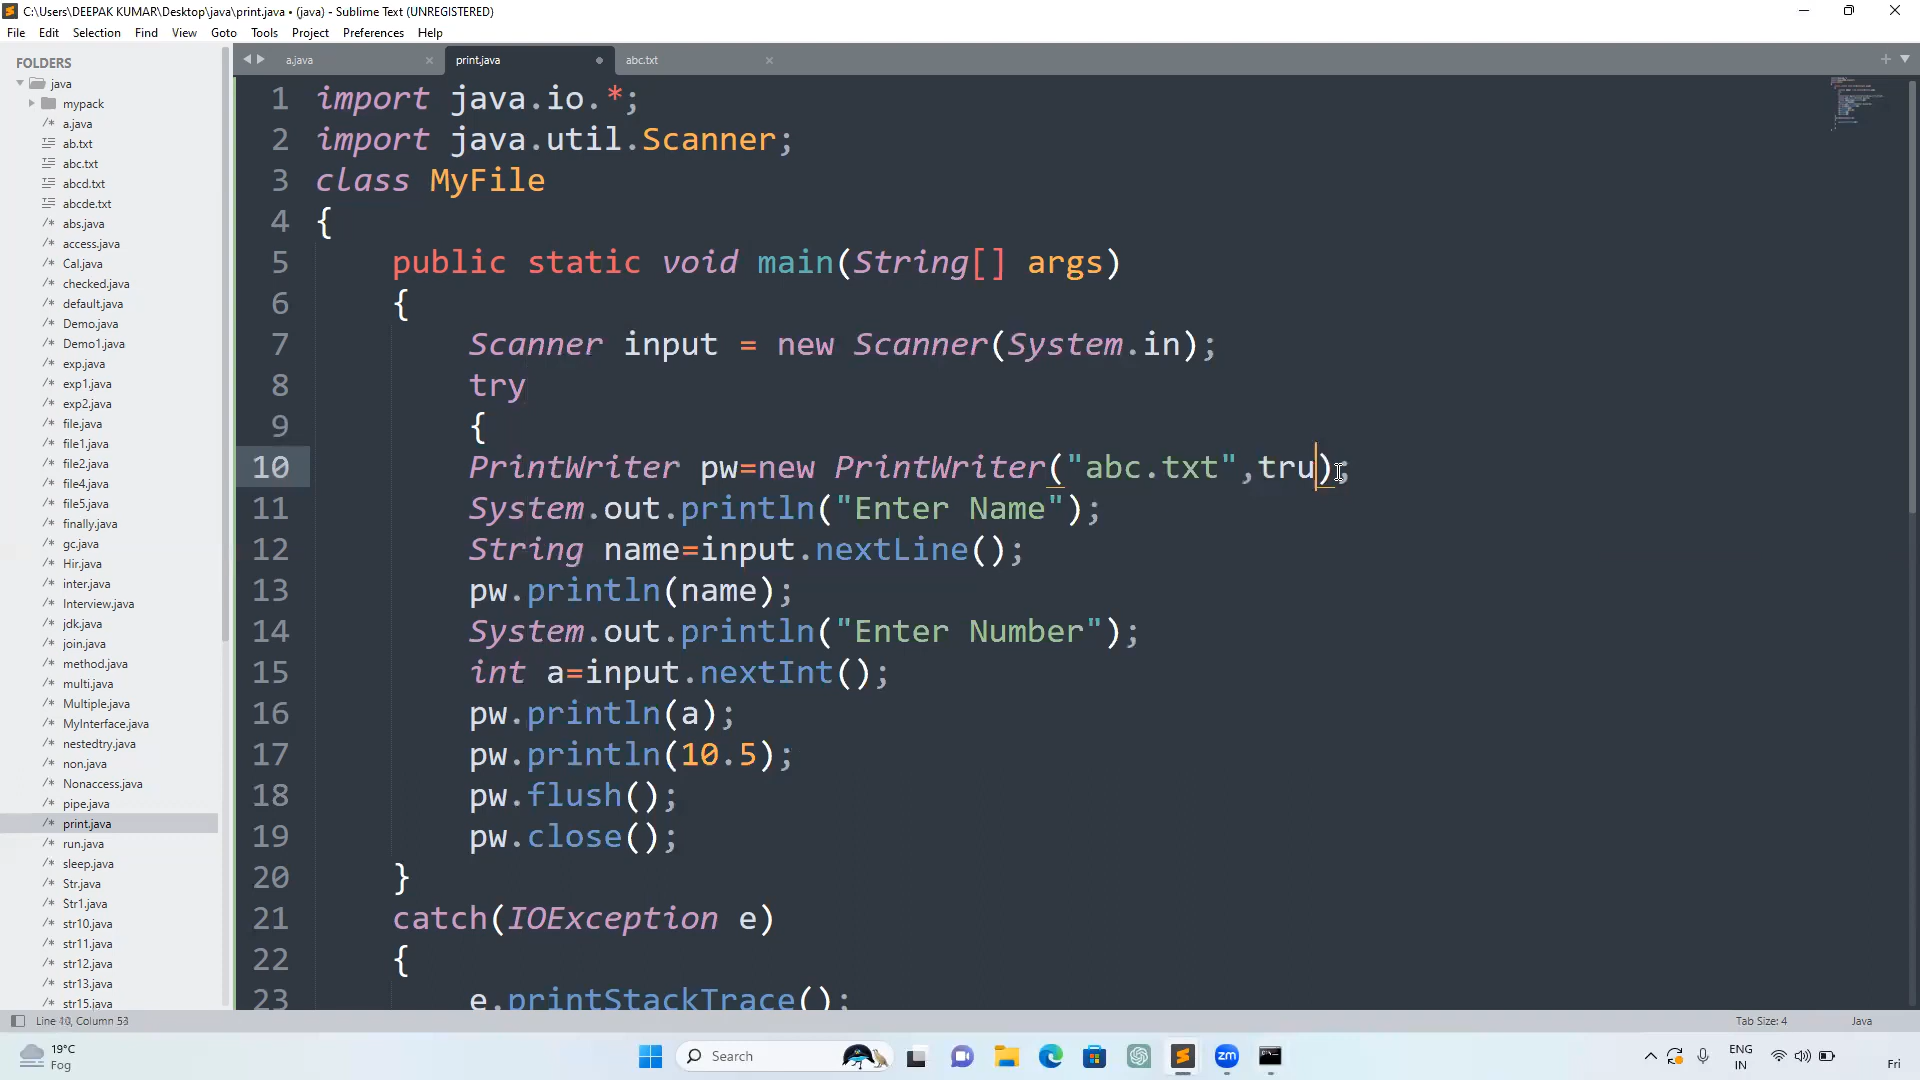 C:\Users\DEEPAK KUMAR\Desktop\java\print.java • (java) - Sublime Text (UNREGISTERED)
File Edit Selection Find View Goto Tools Project Preferences Help
FOLDERS
java
mypack
a.java
ab.txt
abc.txt
abcd.txt
abcde.txt
abs.java
access.java
Cal.java
checked.java
default.java
Demo.java
Demo1.java
exp.java
exp1.java
exp2.java
file.java
file1.java
file2.java
file4.java
file5.java
finally.java
gc.java
Hir.java
inter.java
Interview.java
jdk.java
join.java
method.java
multi.java
Multiple.java
MyInterface.java
nestedtry.java
non.java
Nonaccess.java
pipe.java
print.java
run.java
sleep.java
Str.java
Str1.java
str10.java
str11.java
str12.java
str13.java
str15.java
a.java print.java abc.txt
1 import java.io.*;
2 import java.util.Scanner;
3 class MyFile
4 {
5 public static void main(String[] args)
6 {
7 Scanner input = new Scanner(System.in);
8 try
9 {
10 PrintWriter pw=new PrintWriter("abc.txt",tru);
11 System.out.println("Enter Name");
12 String name=input.nextLine();
13 pw.println(name);
14 System.out.println("Enter Number");
15 int a=input.nextInt();
16 pw.println(a);
17 pw.println(10.5);
18 pw.flush();
19 pw.close();
20 }
21 catch(IOException e)
22 {
23 e.printStackTrace();
Tab Size: 4 Java
19°C
Fog
Search
zm
ENG
IN
Fri